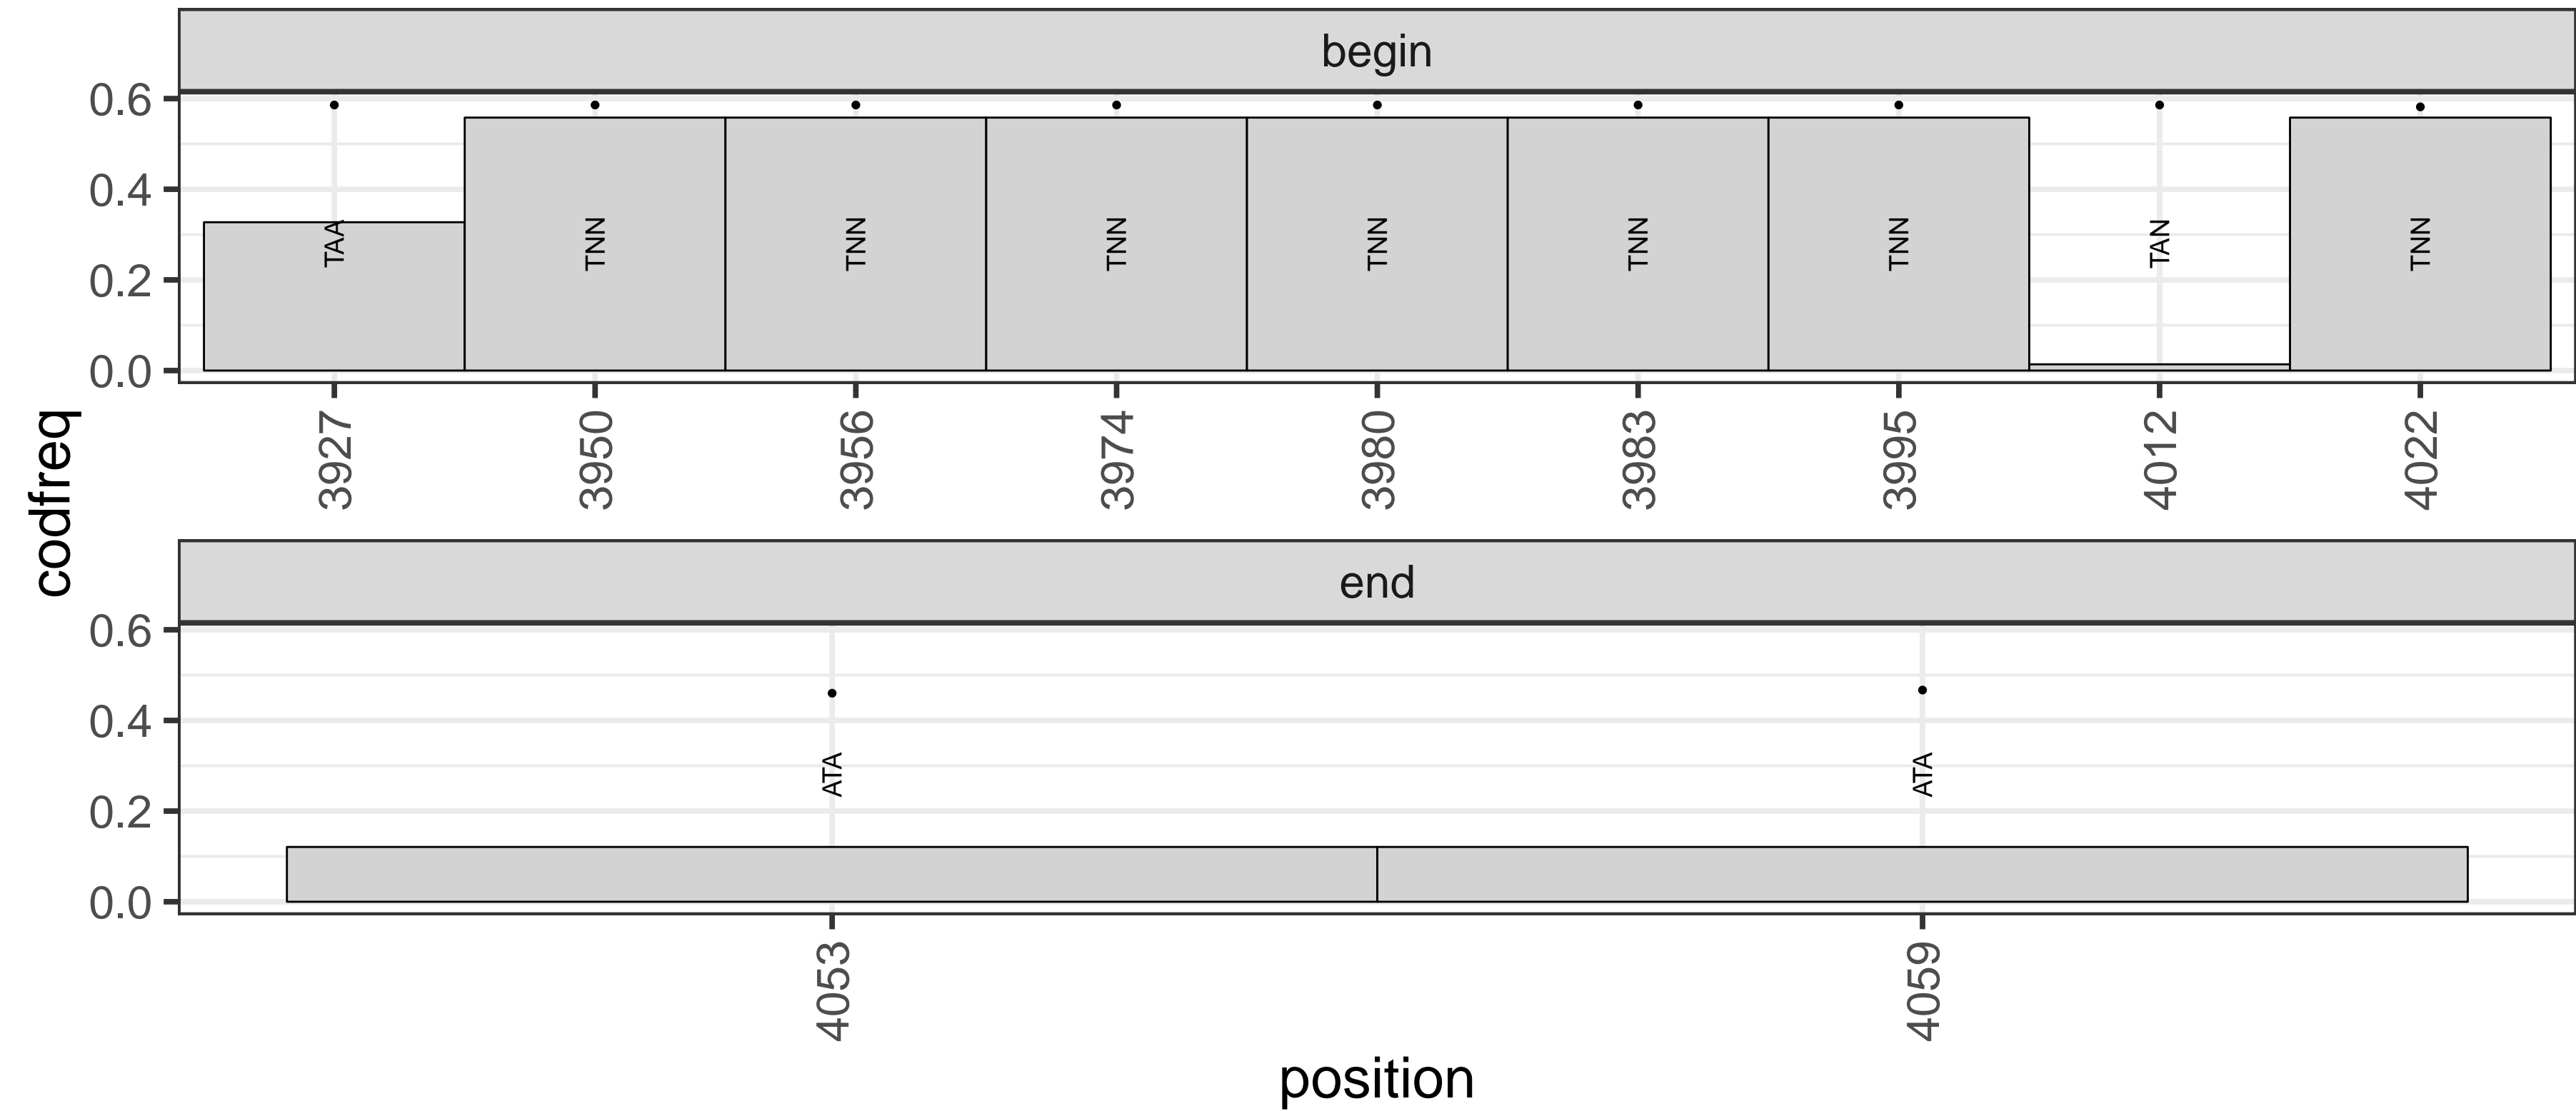 begin
0.6
0.4
0.2
0.0
TAA TNN TNN TNN TNN TNN TNN TAN TNN
3927 3950 3956 3974 3980 3983 3995 4012 4022
codfreq
end
0.6
0.4
0.2
0.0
ATA ATA
4053 4059
position